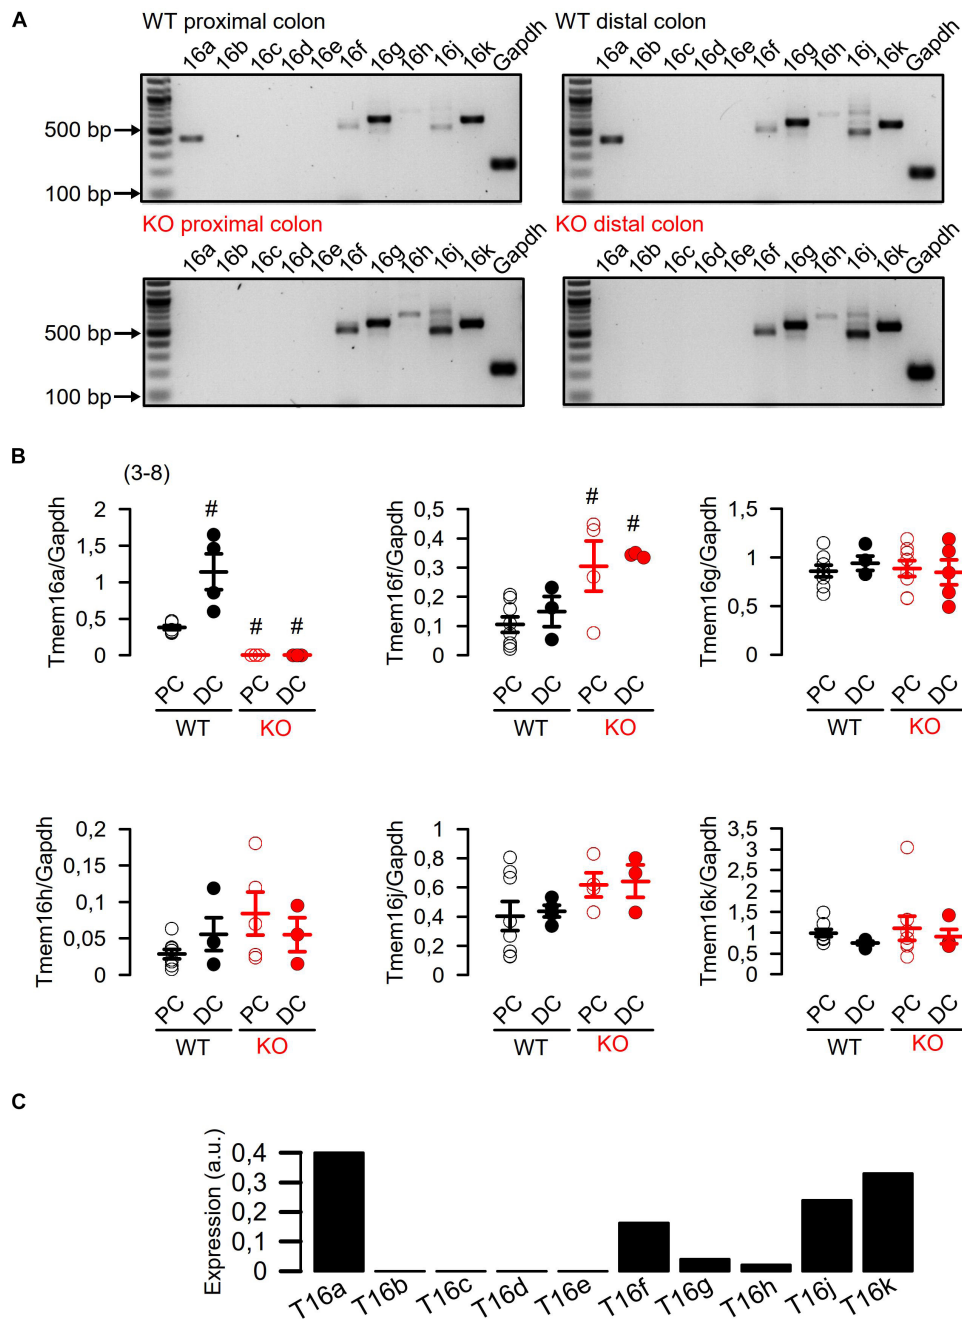 A
WT proximal colon
WT distal colon
16a 16b 16c 16d 16e 16f 16g 16h 16j 16k Gapdh
16a 16b 16c 16d 16e 16f 16g 16h 16j 16k Gapdh
500 bp
100 bp
KO proximal colon
KO distal colon
16a 16b 16c 16d 16e 16f 16g 16h 16j 16k Gapdh
16a 16b 16c 16d 16e 16f 16g 16h 16j 16k Gapdh
500 bp
100 bp
B
(3-8)
Tmem16a/Gapdh
2
1,5
1
0,5
0
# # #
PC DC PC DC
WT KO
Tmem16f/Gapdh
0,5
0,4
0,3
0,2
0,1
0
# #
PC DC PC DC
WT KO
Tmem16g/Gapdh
1,5
1
0,5
0
PC DC PC DC
WT KO
Tmem16h/Gapdh
0,2
0,15
0,1
0,05
0
PC DC PC DC
WT KO
Tmem16j/Gapdh
1
0,8
0,6
0,4
0,2
0
PC DC PC DC
WT KO
Tmem16k/Gapdh
3,5
3
2,5
2
1,5
1
0,5
0
PC DC PC DC
WT KO
C
Expression (a.u.)
0,4
0,3
0,2
0,1
0
T16a T16b T16c T16d T16e T16f T16g T16h T16j T16k